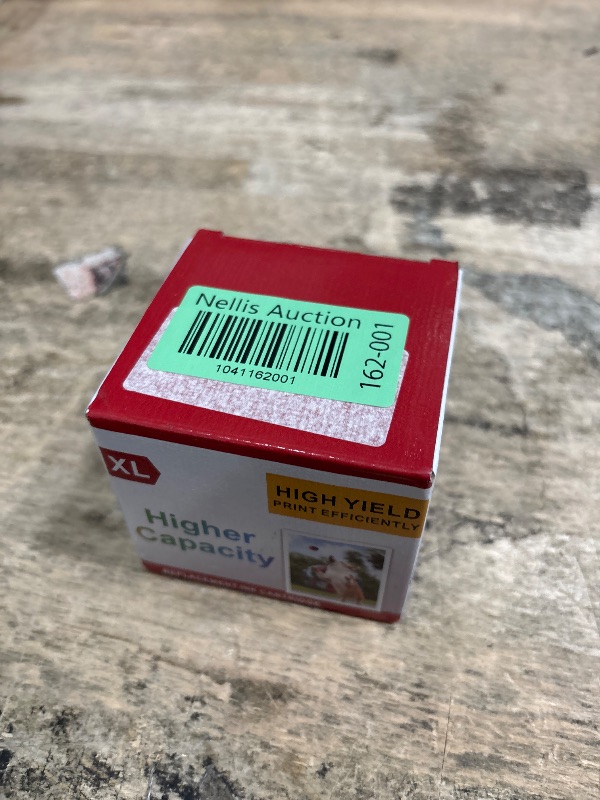 Nellis Auction
1041162001
162-001
XL
HIGH YIELD
PRINT EFFICIENTLY
Higher
Capacity
REPLACEMENT INK CARTRIDGE